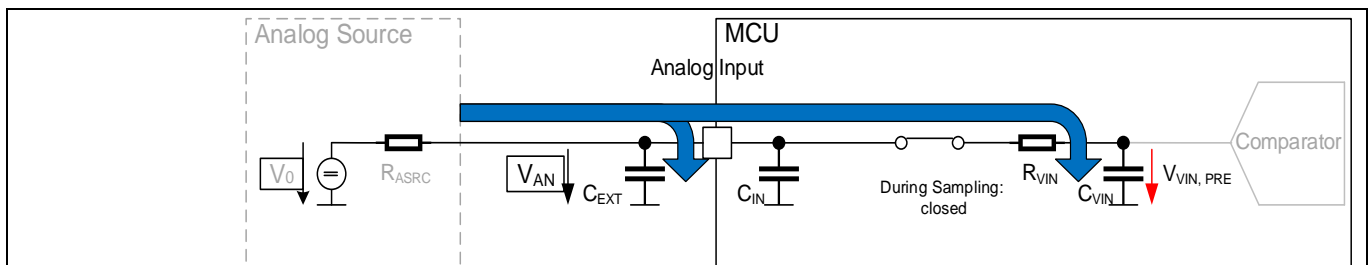 Analog Source
MCU
Analog Input
V0
RASRC
VAN
CEXT
CIN
During Sampling:
closed
RVIN
CVIN
VVIN, PRE
Comparator